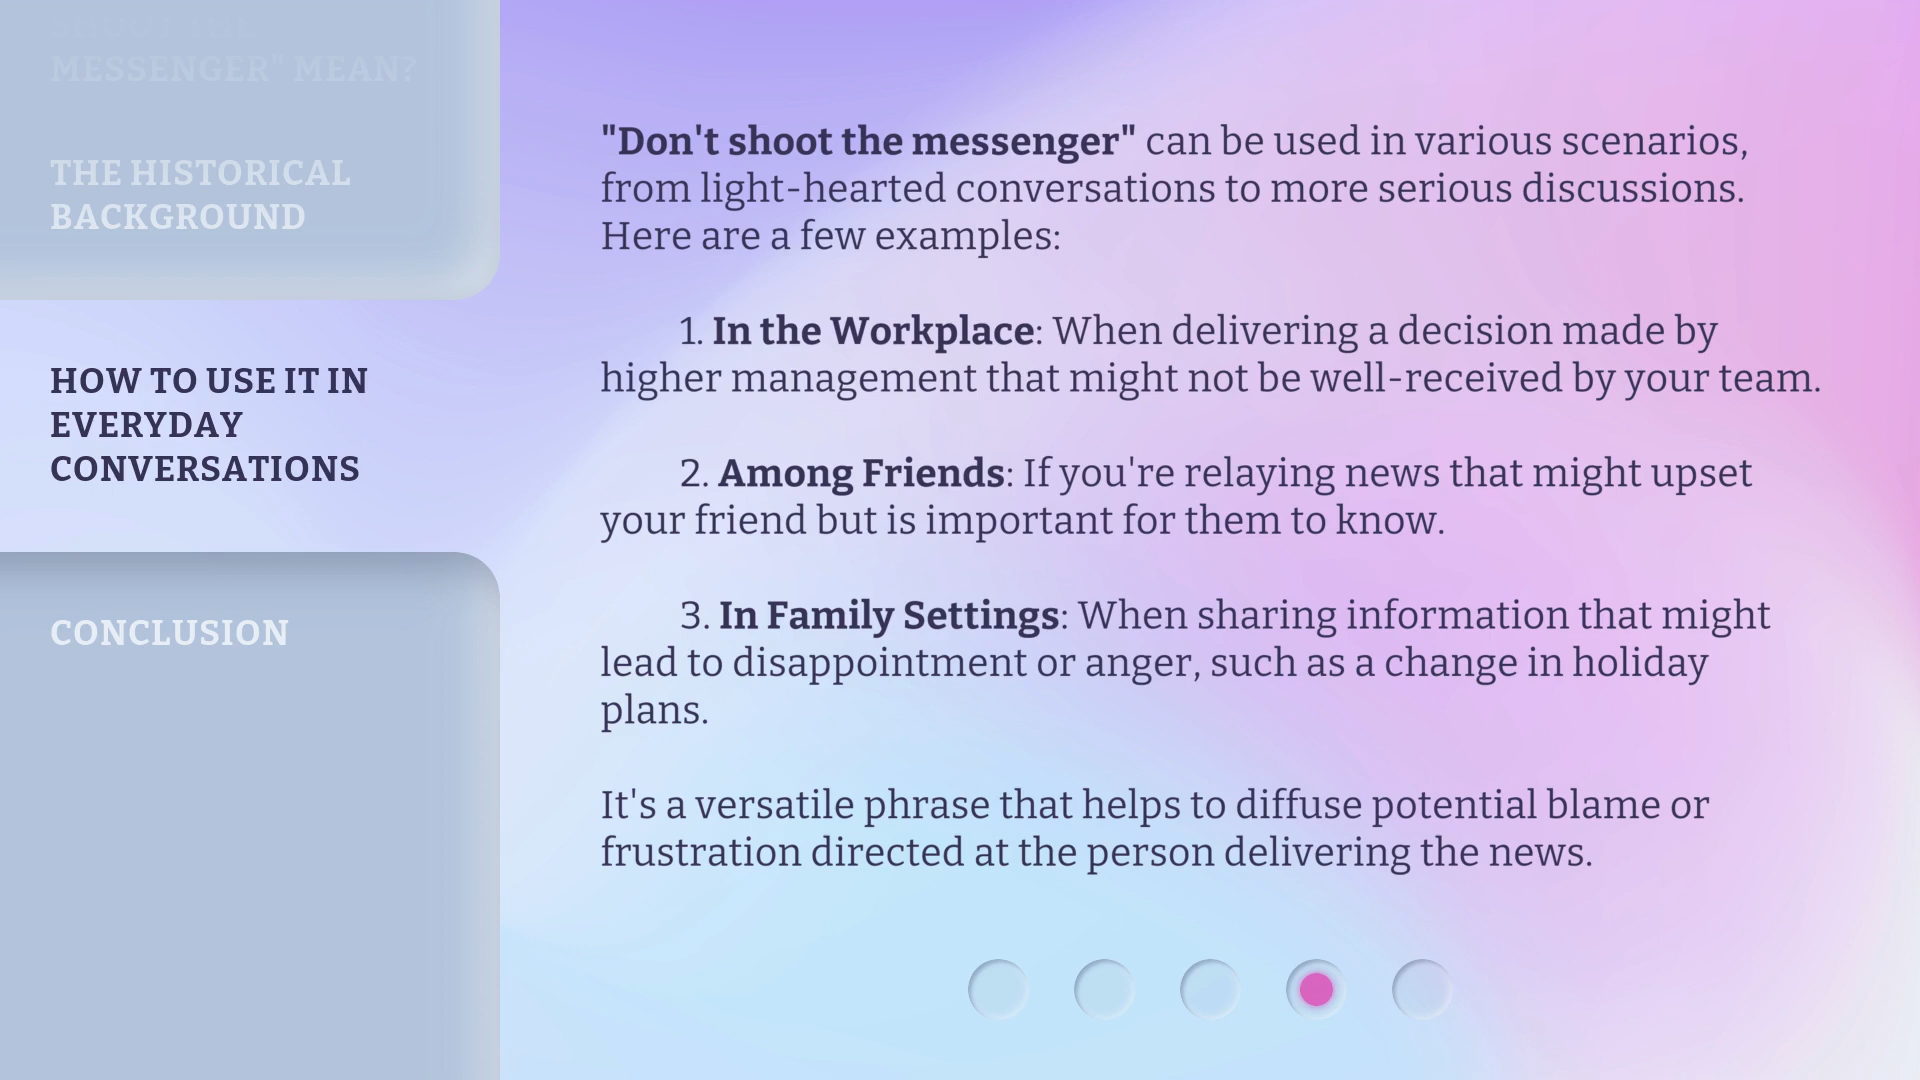 SHOOT THE
MESSENGER" MEAN?
THE HISTORICAL
BACKGROUND
HOW TO USE IT IN
EVERYDAY
CONVERSATIONS
CONCLUSION
"Don't shoot the messenger" can be used in various scenarios,
from light-hearted conversations to more serious discussions.
Here are a few examples:
1. In the Workplace: When delivering a decision made by
higher management that might not be well-received by your team.
2. Among Friends: If you're relaying news that might upset
your friend but is important for them to know.
3. In Family Settings: When sharing information that might
lead to disappointment or anger, such as a change in holiday
plans.
It's a versatile phrase that helps to diffuse potential blame or
frustration directed at the person delivering the news.